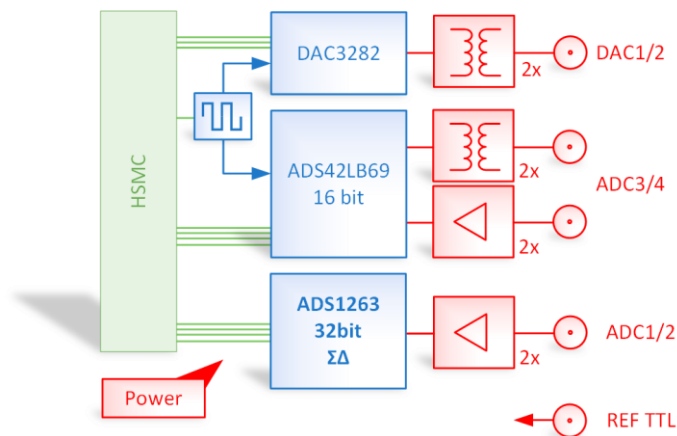 DAC3282
2x
DAC1/2
HSMC
ADS42LB69
16 bit
2x
ADC3/4
2x
ADS1263
32bit
ΣΔ
2x
ADC1/2
Power
REF TTL